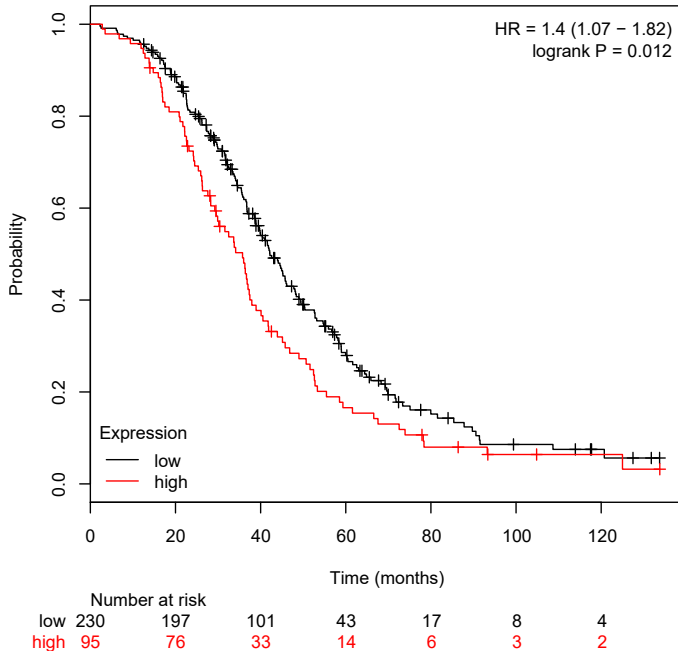 HR = 1.4 (1.07 − 1.82)
logrank P = 0.012
1.0
0.8
0.6
0.4
0.2
0.0
Probability
Expression
low
high
0 20 40 60 80 100 120
Time (months)
Number at risk
low 230 197 101 43 17 8 4
high 95 76 33 14 6 3 2